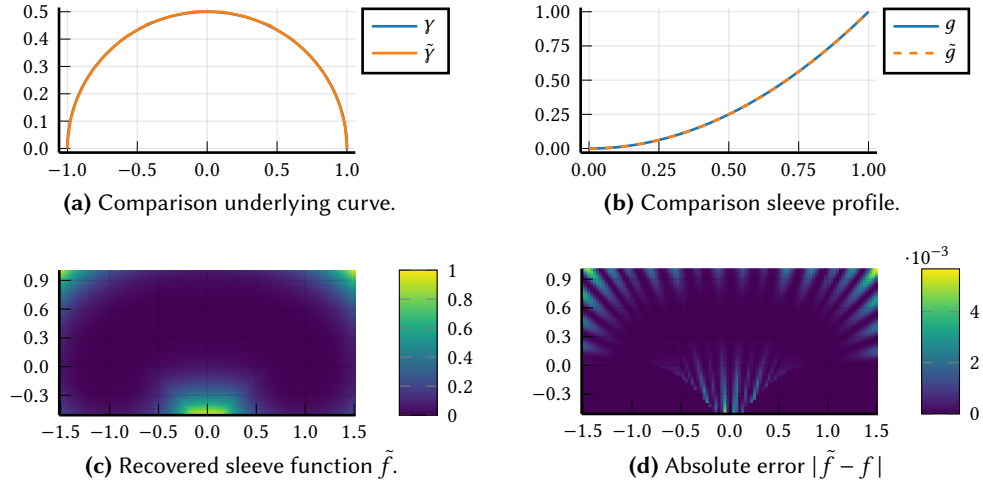 0.5
0.4
0.3
0.2
0.1
0.0
−1.0 −0.5 0.0 0.5 1.0
γ
γ̃
(a) Comparison underlying curve.
1.00
0.75
0.50
0.25
0.00
0.00 0.25 0.50 0.75 1.00
g
g̃
(b) Comparison sleeve profile.
0.9
0.6
0.3
0.0
−0.3
−1.5 −1.0 −0.5 0.0 0.5 1.0 1.5
1
0.8
0.6
0.4
0.2
0
(c) Recovered sleeve function f̃.
0.9
0.6
0.3
0.0
−0.3
−1.5 −1.0 −0.5 0.0 0.5 1.0 1.5
·10⁻³
4
2
0
(d) Absolute error |f̃ − f|